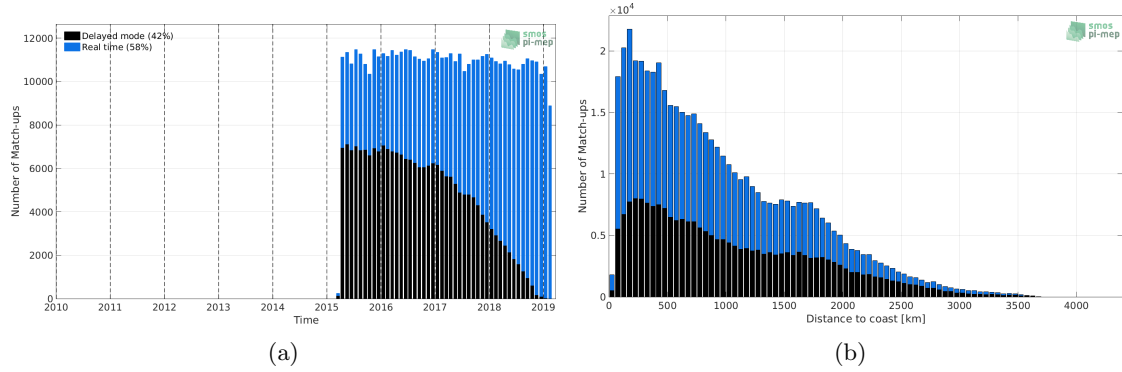 Delayed mode (42%)
Real time (58%)
smos
pi-mep
12000
10000
8000
6000
4000
2000
0
Number of Match-ups
2010 2011 2012 2013 2014 2015 2016 2017 2018 2019
Time
(a)
×10⁴
smos
pi-mep
2
1.5
1
0.5
0
Number of Match-ups
0 500 1000 1500 2000 2500 3000 3500 4000
Distance to coast [km]
(b)